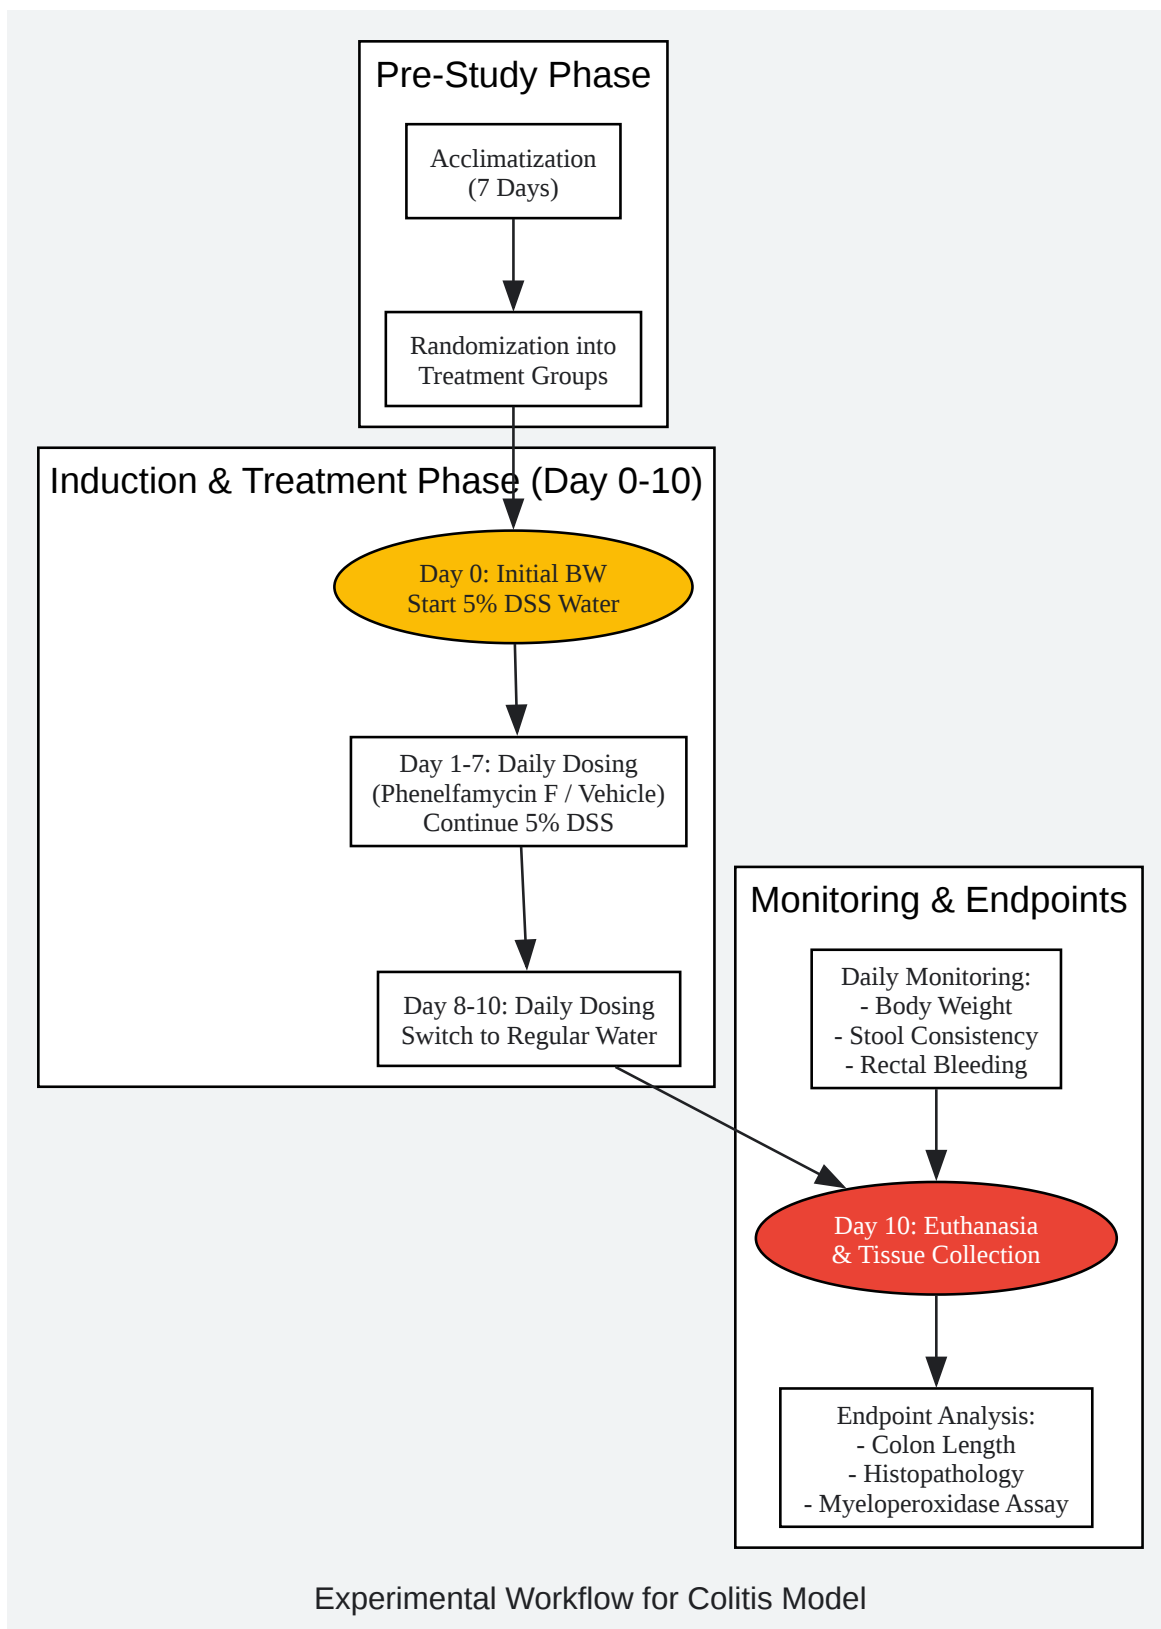 Pre-Study Phase
Acclimatization
(7 Days)
Randomization into
Treatment Groups
Induction & Treatment Phase (Day 0-10)
Day 0: Initial BW
Start 5% DSS Water
Day 1-7: Daily Dosing
(Phenelfamycin F / Vehicle)
Continue 5% DSS
Day 8-10: Daily Dosing
Switch to Regular Water
Monitoring & Endpoints
Daily Monitoring:
- Body Weight
- Stool Consistency
- Rectal Bleeding
Day 10: Euthanasia
& Tissue Collection
Endpoint Analysis:
- Colon Length
- Histopathology
- Myeloperoxidase Assay
Experimental Workflow for Colitis Model